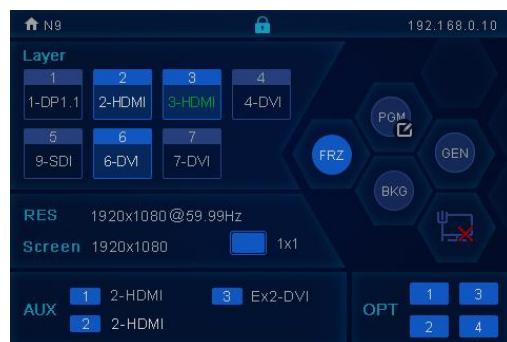 N9 192.168.0.10
Layer
1 2 3 4
1-DP1.1 2-HDMI 3-HDMI 4-DVI
5 6 7
9-SDI 6-DVI 7-DVI
PGM
FRZ GEN
BKG
RES 1920x1080@59.99Hz
Screen 1920x1080 1x1
AUX 1 2-HDMI 3 Ex2-DVI
2 2-HDMI
OPT 1 3
2 4